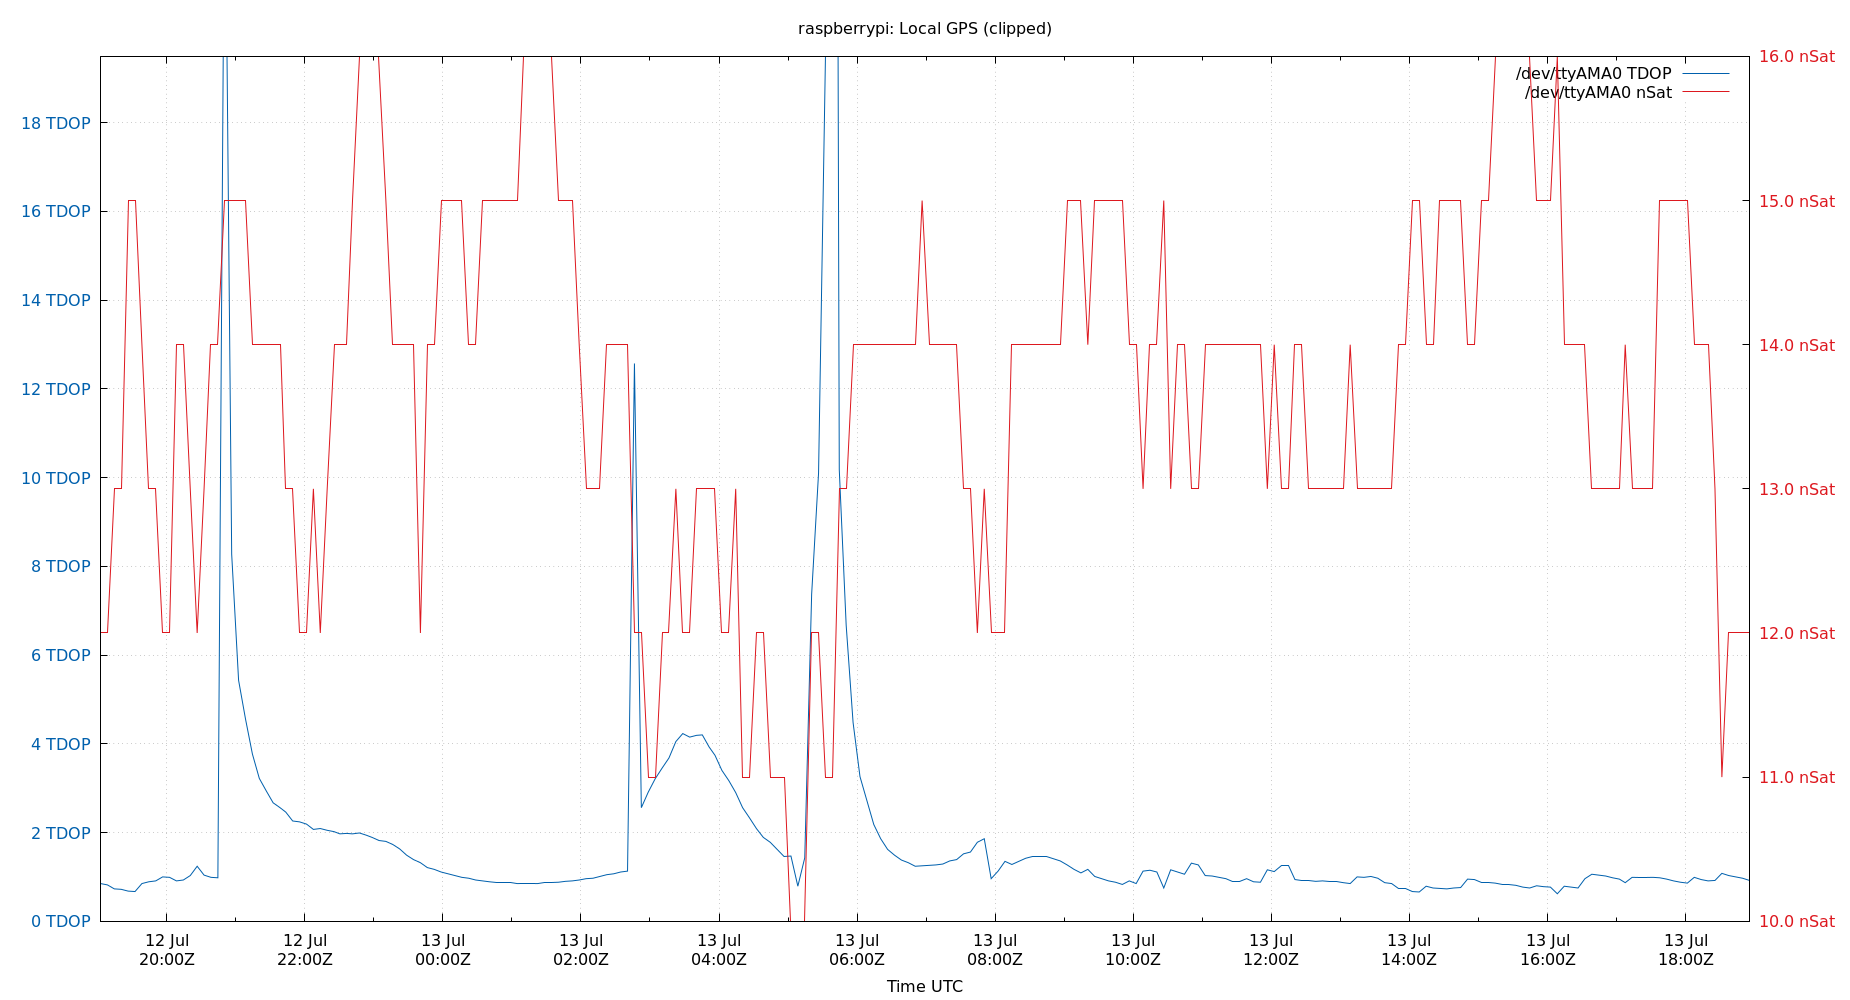 raspberrypi: Local GPS (clipped)
16.0 nSat
/dev/ttyAMA0 TDOP
/dev/ttyAMA0 nSat
18 TDOP
16 TDOP
15.0 nSat
14 TDOP
14.0 nSat
12 TDOP
10 TDOP
13.0 nSat
8 TDOP
12.0 nSat
6 TDOP
4 TDOP
11.0 nSat
2 TDOP
0 TDOP
10.0 nSat
12 Jul 12 Jul 13 Jul 13 Jul 13 Jul 13 Jul 13 Jul 13 Jul 13 Jul 13 Jul 13 Jul 13 Jul
20:00Z 22:00Z 00:00Z 02:00Z 04:00Z 06:00Z 08:00Z 10:00Z 12:00Z 14:00Z 16:00Z 18:00Z
Time UTC